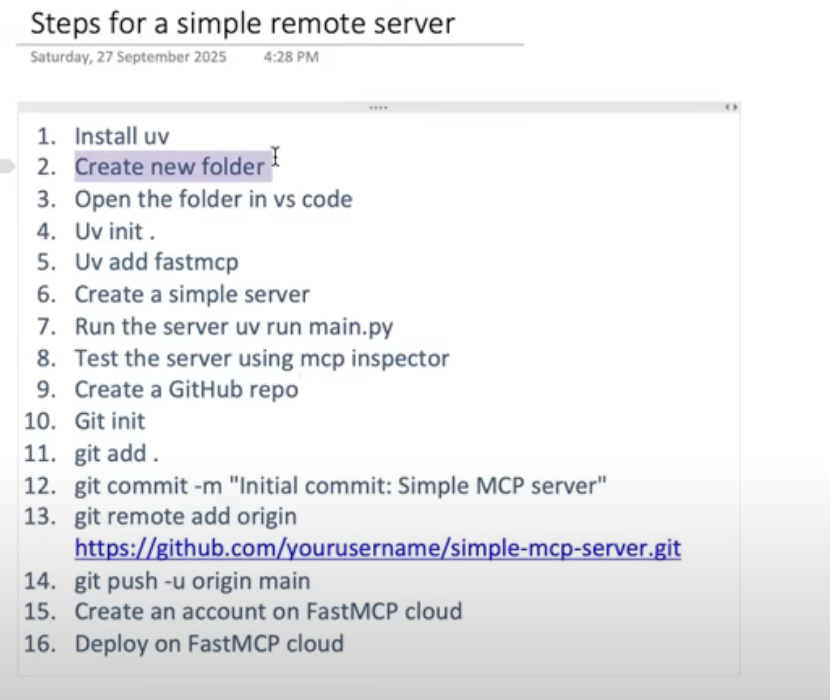 Steps for a simple remote server
Saturday, 27 September 2025 4:28 PM
1. Install uv
2. Create new folder
3. Open the folder in vs code
4. Uv init .
5. Uv add fastmcp
6. Create a simple server
7. Run the server uv run main.py
8. Test the server using mcp inspector
9. Create a GitHub repo
10. Git init
11. git add .
12. git commit -m "Initial commit: Simple MCP server"
13. git remote add origin
https://github.com/yourusername/simple-mcp-server.git
14. git push -u origin main
15. Create an account on FastMCP cloud
16. Deploy on FastMCP cloud